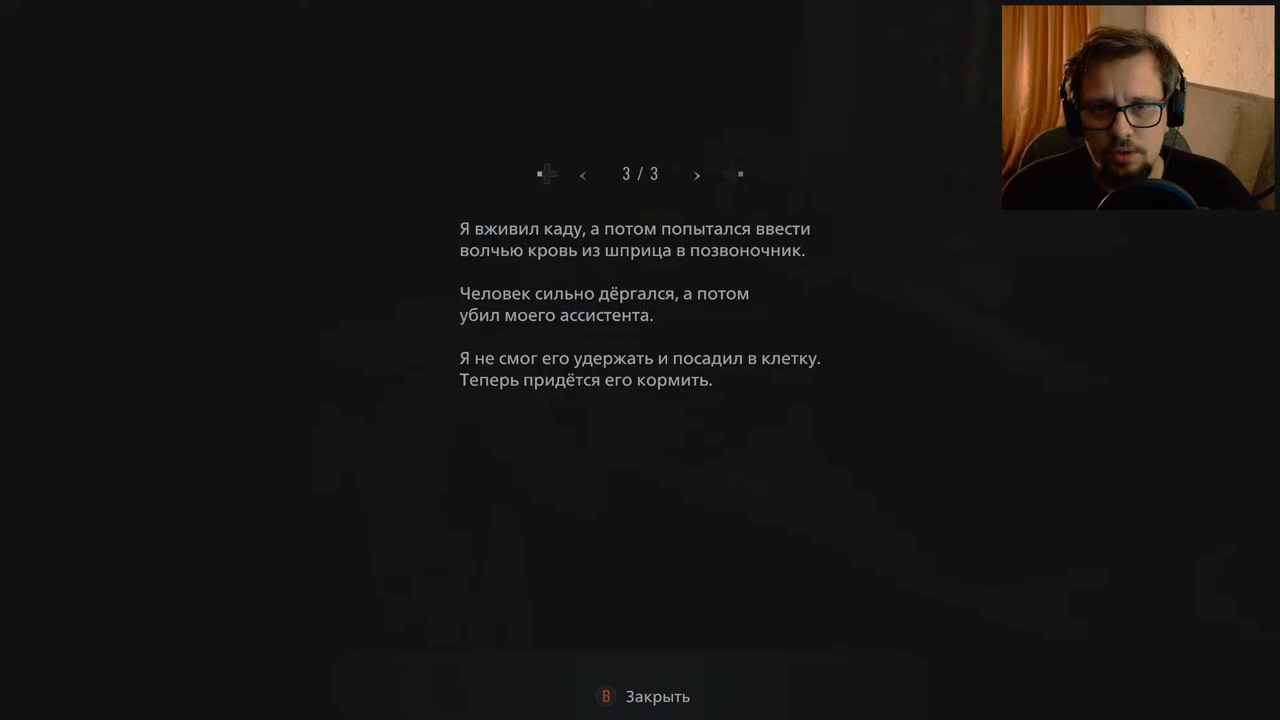 3 / 3
Я вживил каду, а потом попытался ввести
волчью кровь из шприца в позвоночник.
Человек сильно дёргался, а потом
убил моего ассистента.
Я не смог его удержать и посадил в клетку.
Теперь придётся его кормить.
B Закрыть